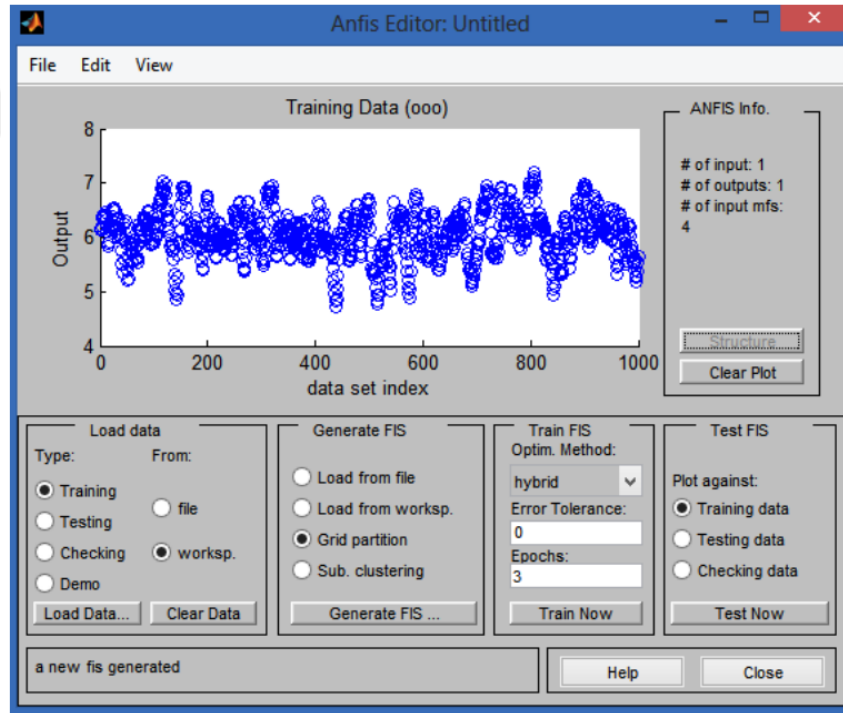 Anfis Editor: Untitled
File Edit View
Training Data (ooo)
8
7
6
5
4
Output
0 200 400 600 800 1000
data set index
ANFIS Info.
# of input: 1
# of outputs: 1
# of input mfs:
4
Structure
Clear Plot
Load data
Type: From:
Training
Testing
Checking
Demo
file
worksp.
Load Data... Clear Data
Generate FIS
Load from file
Load from worksp.
Grid partition
Sub. clustering
Generate FIS ...
Train FIS
Optim. Method:
hybrid
Error Tolerance:
0
Epochs:
3
Train Now
Test FIS
Plot against:
Training data
Testing data
Checking data
Test Now
a new fis generated
Help Close